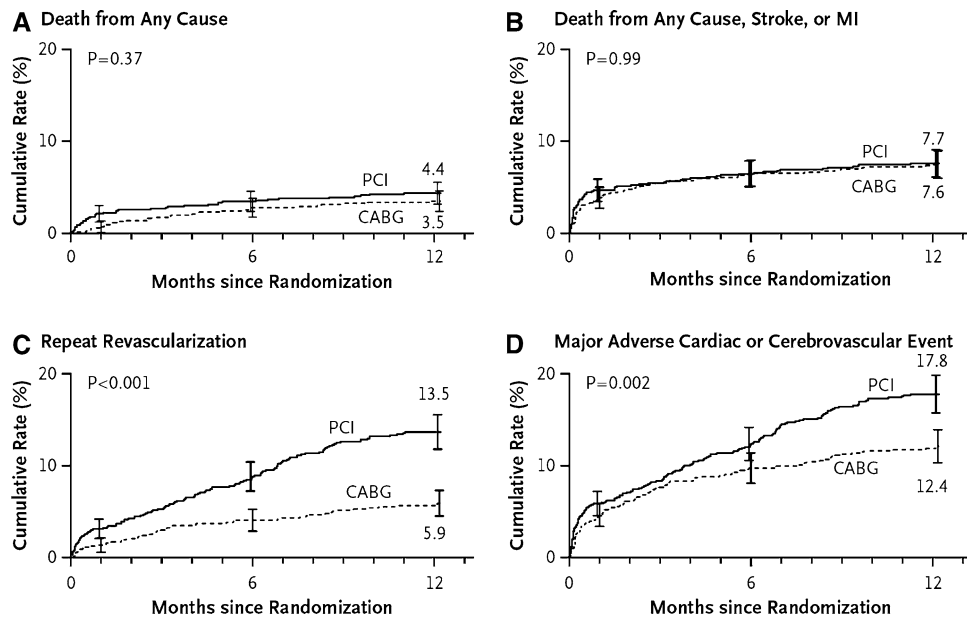 A Death from Any Cause
20
P=0.37
Cumulative Rate (%)
10
PCI
4.4
CABG
3.5
0
0 6 12
Months since Randomization
B Death from Any Cause, Stroke, or MI
20
P=0.99
Cumulative Rate (%)
10
PCI
7.7
CABG
7.6
0
0 6 12
Months since Randomization
C Repeat Revascularization
20
P<0.001
Cumulative Rate (%)
13.5
PCI
10
CABG
5.9
0
0 6 12
Months since Randomization
D Major Adverse Cardiac or Cerebrovascular Event
17.8
20
P=0.002
Cumulative Rate (%)
PCI
10
CABG
12.4
0
0 6 12
Months since Randomization